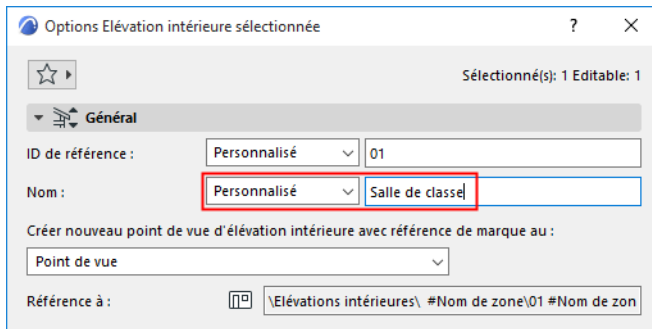 Options Elévation intérieure sélectionnée ? ×
Sélectionné(s): 1 Editable: 1
Général
ID de référence : Personnalisé 01
Nom : Personnalisé Salle de classe
Créer nouveau point de vue d'élévation intérieure avec référence de marque au :
Point de vue
Référence à : \Elévations intérieures\ #Nom de zone\01 #Nom de zon